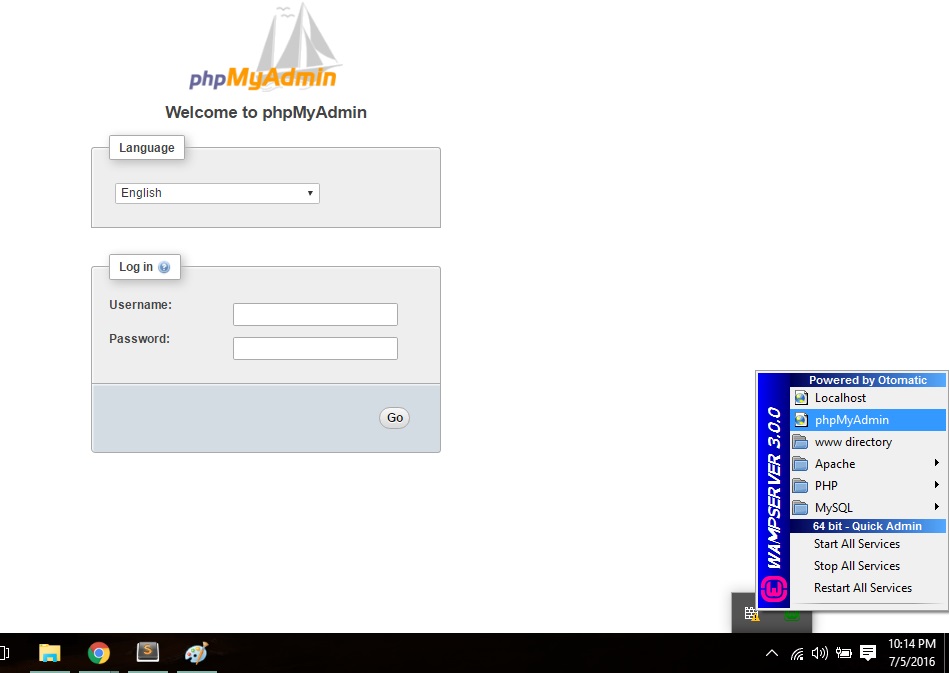 phpMyAdmin
Welcome to phpMyAdmin
Language
English
Log in
Username:
Password:
Go
Powered by Otomatic
Localhost
phpMyAdmin
www directory
Apache
PHP
MySQL
64 bit - Quick Admin
Start All Services
Stop All Services
Restart All Services
WAMPSERVER 3.0.0
10:14 PM
7/5/2016